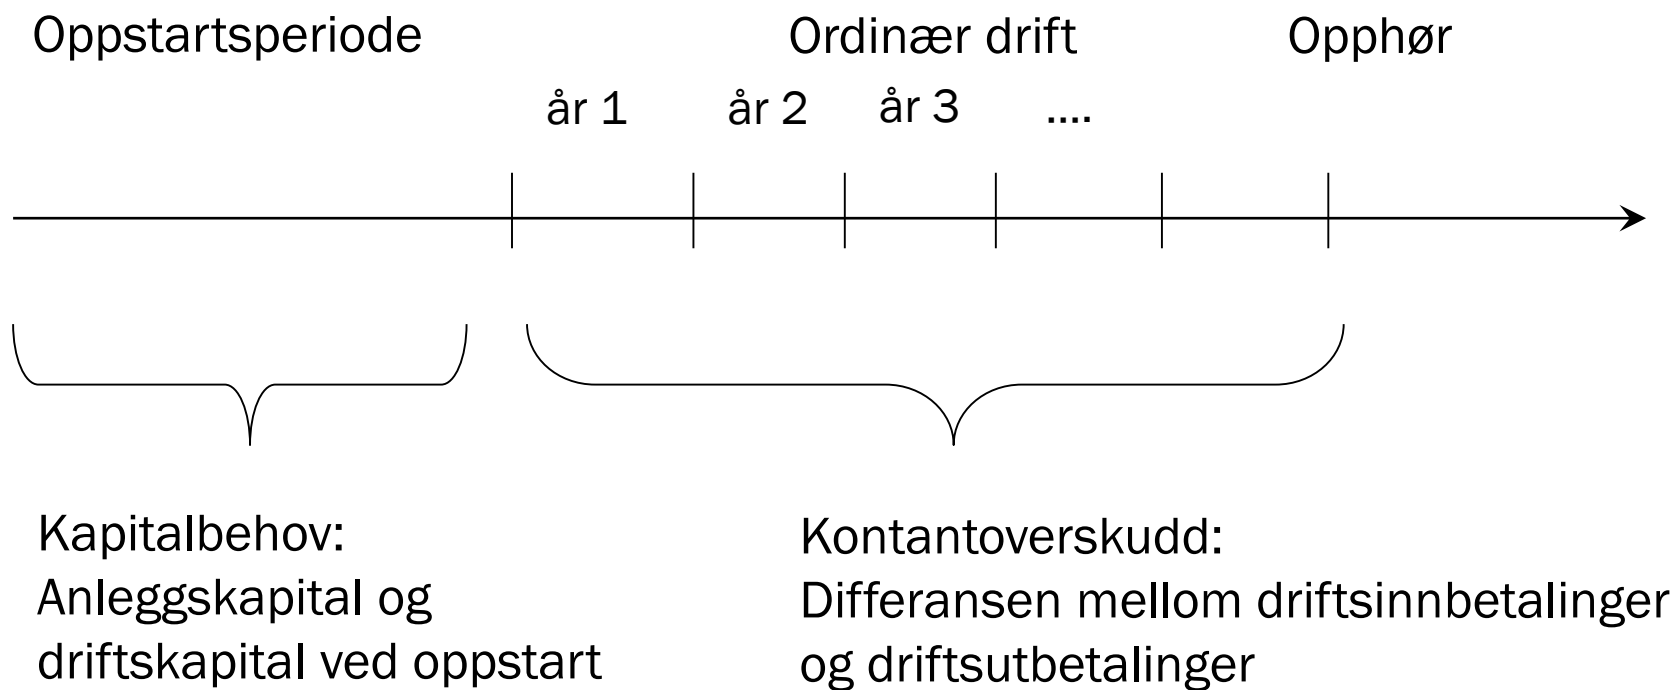 Oppstartsperiode Ordinær drift Opphør
år 1 år 2 år 3 ....
Kapitalbehov:
Anleggskapital og
driftskapital ved oppstart
Kontantoverskudd:
Differansen mellom driftsinnbetalinger
og driftsutbetalinger